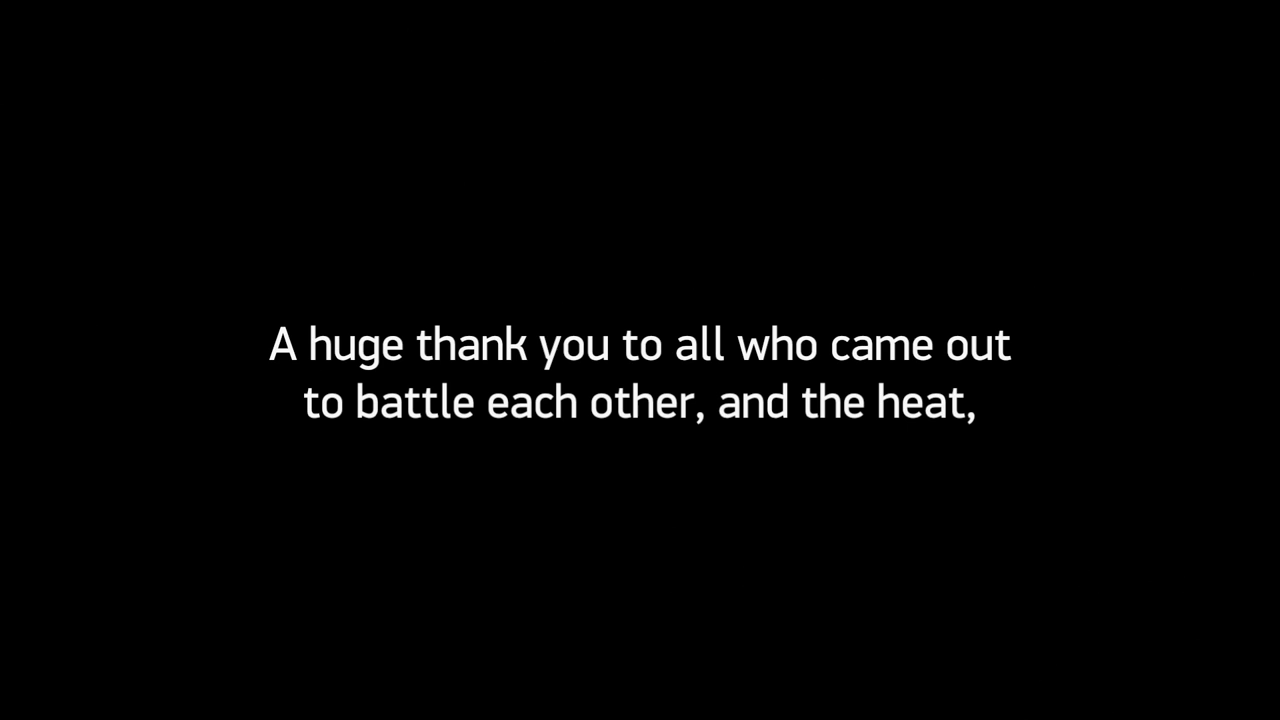 A huge thank you to all who came out
to battle each other, and the heat,